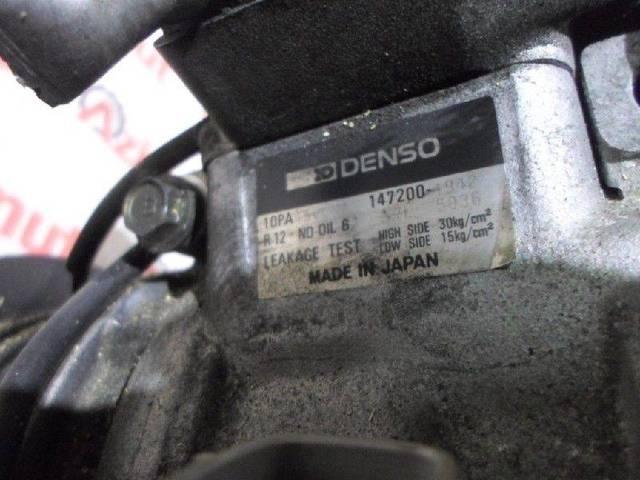 DENSO
10PA 147200-
R12 ND OIL 6
LEAKAGE TEST HIGH SIDE 30kg/cm²
LOW SIDE 15kg/cm²
MADE IN JAPAN